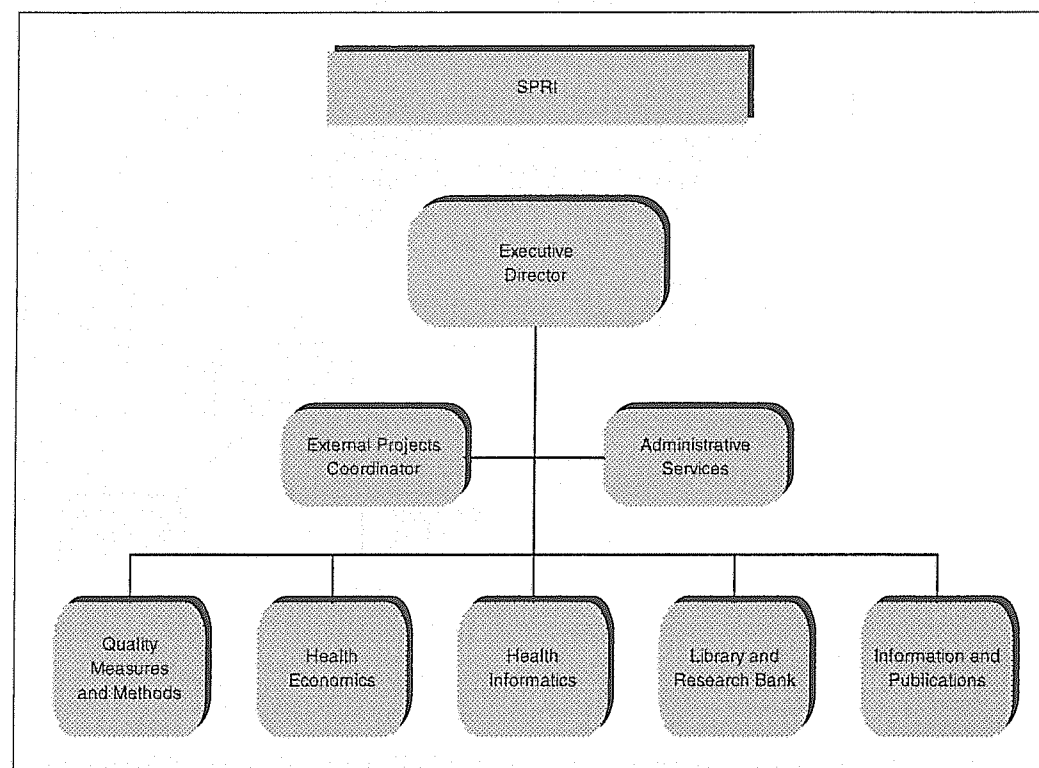 SPRI
Executive
Director
External Projects
Coordinator
Administrative
Services
Quality
Measures
and Methods
Health
Economics
Health
Informatics
Library and
Research Bank
Information and
Publications